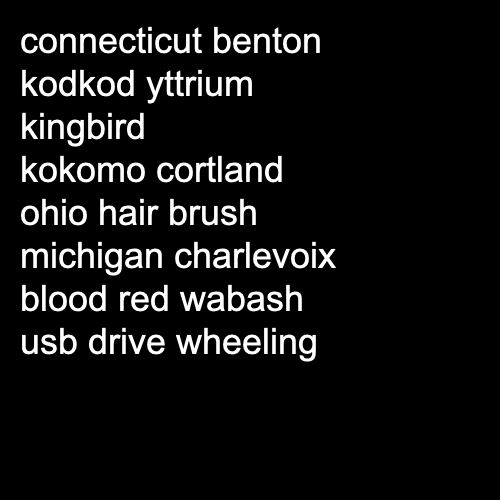 connecticut benton
kodkod yttrium
kingbird
kokomo cortland
ohio hair brush
michigan charlevoix
blood red wabash
usb drive wheeling